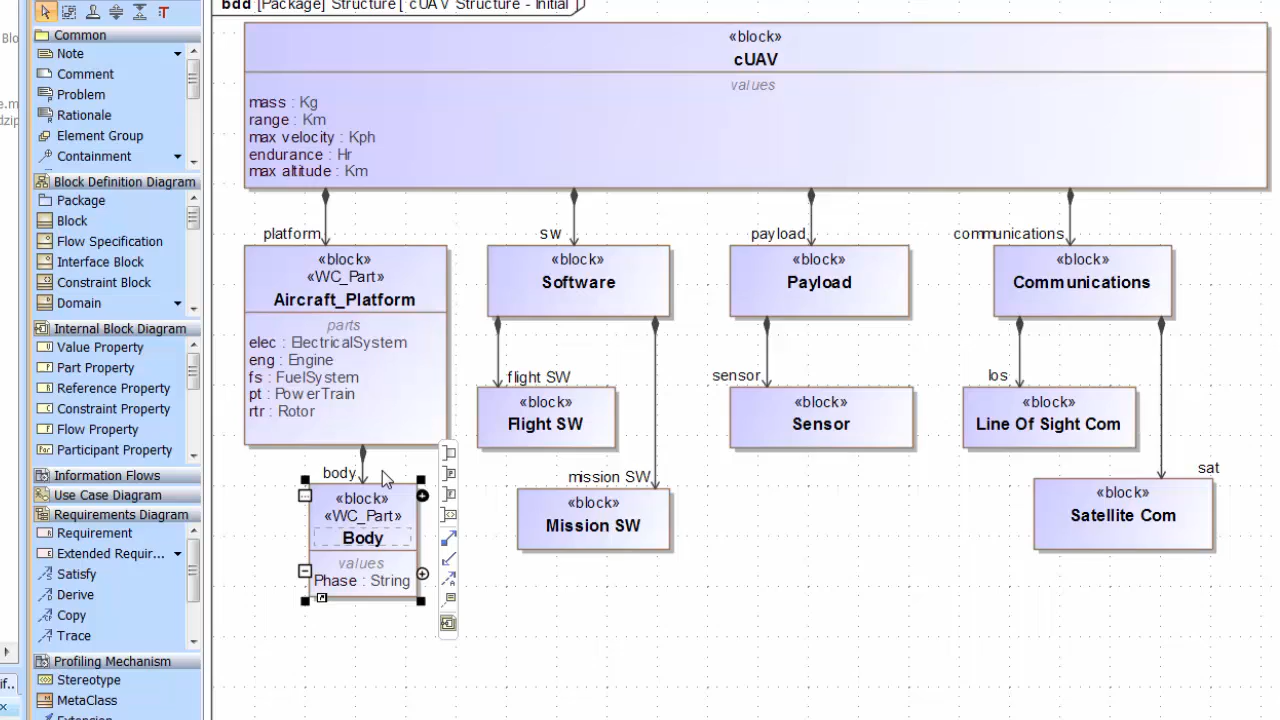 bdd [Package] Structure [ cUAV Structure - Initial ]
Common
Note
Comment
Problem
Rationale
Element Group
Containment
Block Definition Diagram
Package
Block
Flow Specification
Interface Block
Constraint Block
Domain
Internal Block Diagram
Value Property
Part Property
Reference Property
Constraint Property
Flow Property
Participant Property
Information Flows
Use Case Diagram
Requirements Diagram
Requirement
Extended Requir...
Satisfy
Derive
Copy
Trace
Profiling Mechanism
Stereotype
MetaClass
«block»
cUAV
values
mass : Kg
range : Km
max velocity : Kph
endurance : Hr
max altitude : Km
platform
«block»
«WC_Part»
Aircraft_Platform
parts
elec : ElectricalSystem
eng : Engine
fs : FuelSystem
pt : PowerTrain
rtr : Rotor
body
«block»
«WC_Part»
Body
values
Phase : String
sw
«block»
Software
flight SW
«block»
Flight SW
mission SW
«block»
Mission SW
payload
«block»
Payload
sensor
«block»
Sensor
communications
«block»
Communications
los
«block»
Line Of Sight Com
sat
«block»
Satellite Com